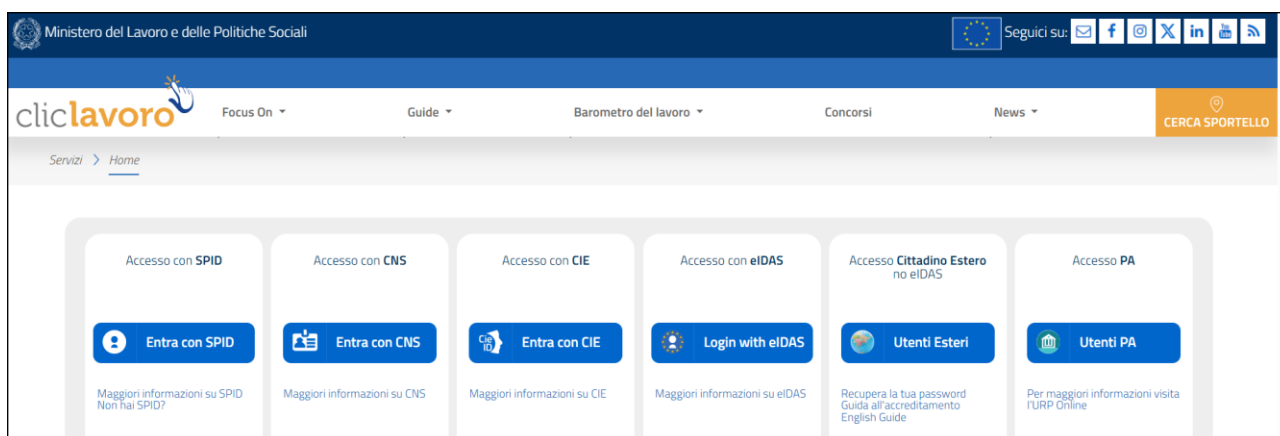 Ministero del Lavoro e delle Politiche Sociali
Seguici su:
cliclavoro
Focus On
Guide
Barometro del lavoro
Concorsi
News
CERCA SPORTELLO
Servizi > Home
Accesso con SPID
Entra con SPID
Maggiori informazioni su SPID
Non hai SPID?
Accesso con CNS
Entra con CNS
Maggiori informazioni su CNS
Accesso con CIE
Entra con CIE
Maggiori informazioni su CIE
Accesso con eIDAS
Login with eIDAS
Maggiori informazioni su eIDAS
Accesso Cittadino Estero
no eIDAS
Utenti Esteri
Recupera la tua password
Guida all'accreditamento
English Guide
Accesso PA
Utenti PA
Per maggiori informazioni visita
l'URP Online